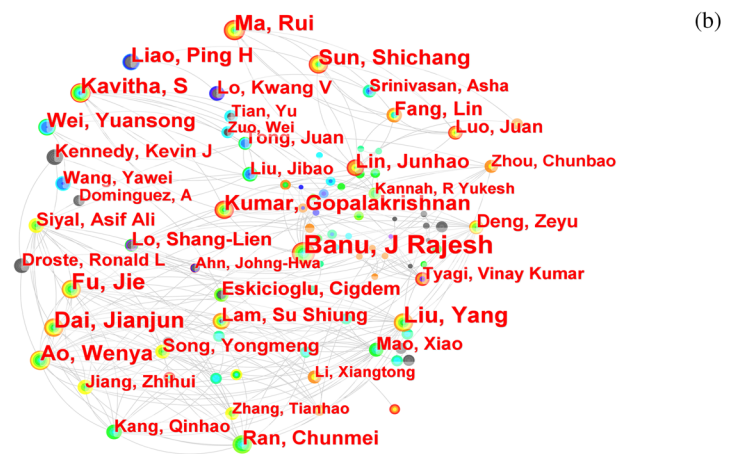 (b)
Ma, Rui
Liao, Ping H
Sun, Shichang
Kavitha, S
Lo, Kwang V
Srinivasan, Asha
Tian, Yu
Fang, Lin
Wei, Yuansong
Zuo, Wei
Luo, Juan
Tong, Juan
Kennedy, Kevin J
Lin, Junhao
Zhou, Chunbao
Liu, Jibao
Wang, Yawei
Kannah, R Yukesh
Dominguez, A
Kumar, Gopalakrishnan
Siyal, Asif Ali
Deng, Zeyu
Lo, Shang-Lien
Banu, J Rajesh
Droste, Ronald L
Ahn, Johng-Hwa
Tyagi, Vinay Kumar
Fu, Jie
Eskicioglu, Cigdem
Dai, Jianjun
Lam, Su Shiung
Liu, Yang
Ao, Wenya
Song, Yongmeng
Mao, Xiao
Li, Xiangtong
Jiang, Zhihui
Zhang, Tianhao
Kang, Qinhao
Ran, Chunmei